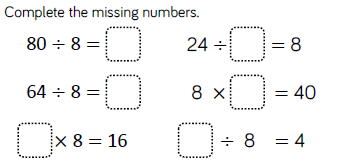 Complete the missing numbers.
80 ÷ 8 = 
24 ÷ = 8
64 ÷ 8 =
8 × = 40
× 8 = 16
÷ 8 = 4